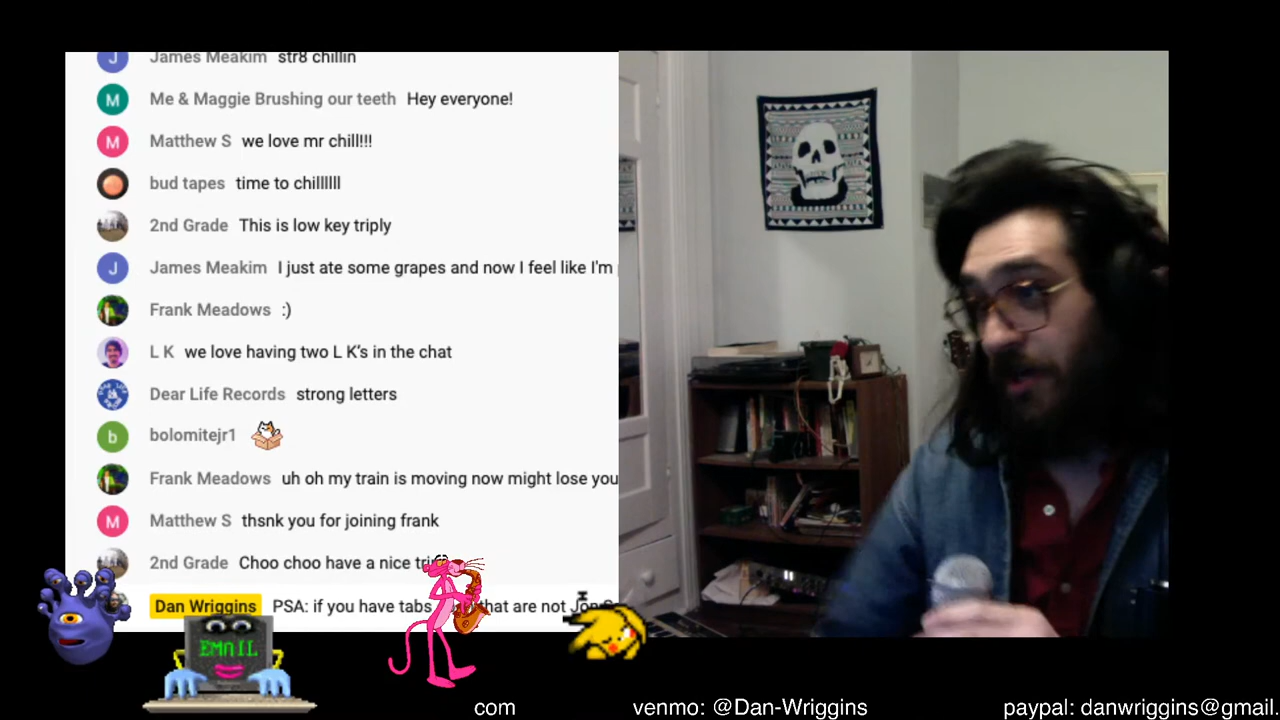 James Meakim str8 chillin
Me & Maggie Brushing our teeth Hey everyone!
Matthew S we love mr chill!!!
bud tapes time to chillllll
2nd Grade This is low key triply
James Meakim I just ate some grapes and now I feel like I'm
Frank Meadows :)
L K we love having two L K's in the chat
Dear Life Records strong letters
b
bolomitejr1
Frank Meadows uh oh my train is moving now might lose you
Matthew S thsnk you for joining frank
2nd Grade Choo choo have a nice
Dan Wriggins PSA: if you have tabs that are not
EMAIL
com venmo: @Dan-Wriggins paypal: danwriggins@gmail.